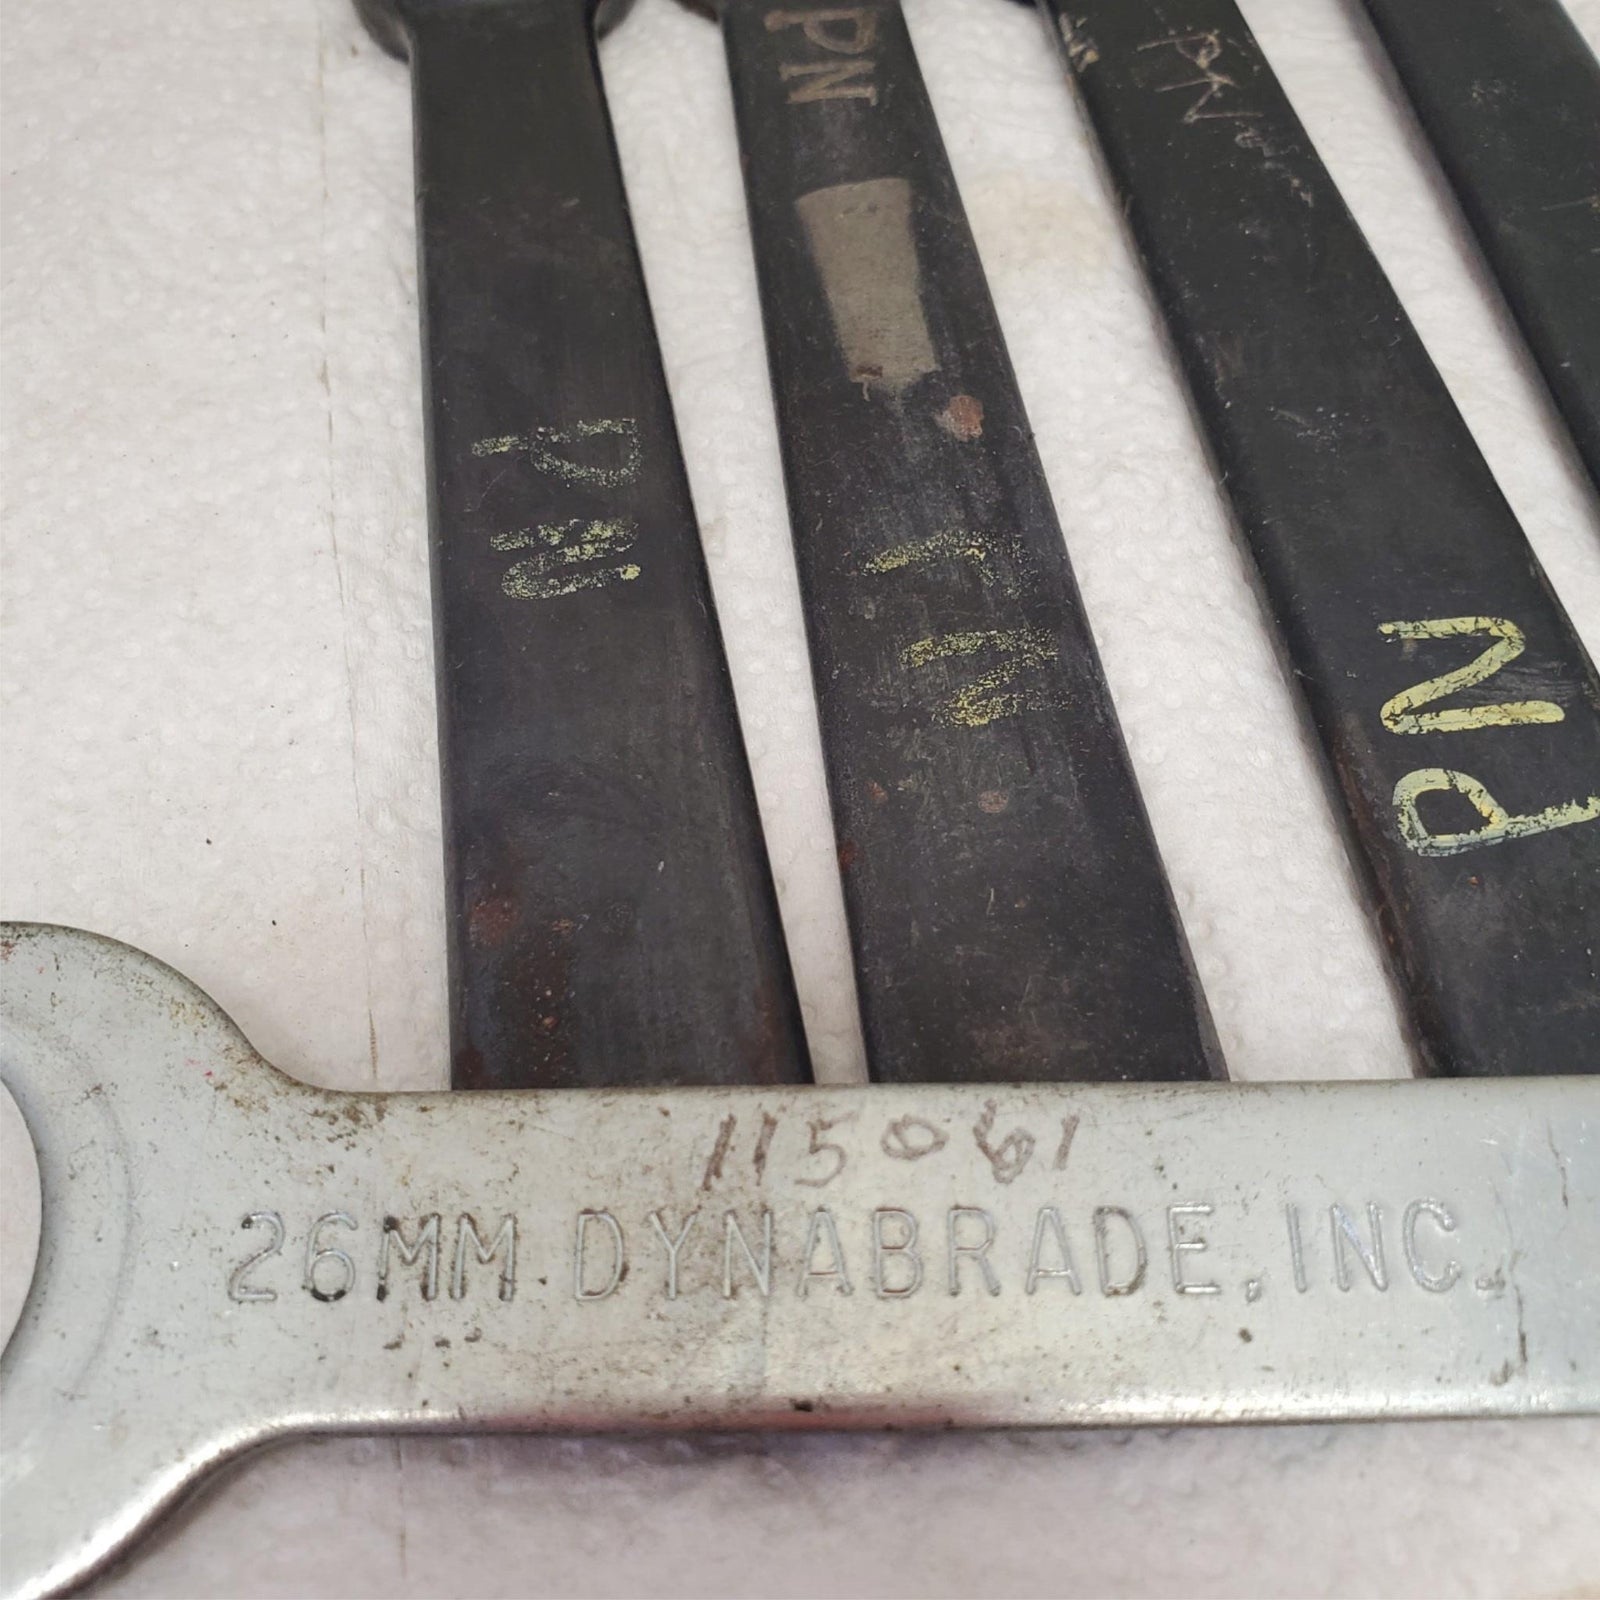 PN
PN
PN
PN
PN
115061
26MM DYNABRADE, INC.